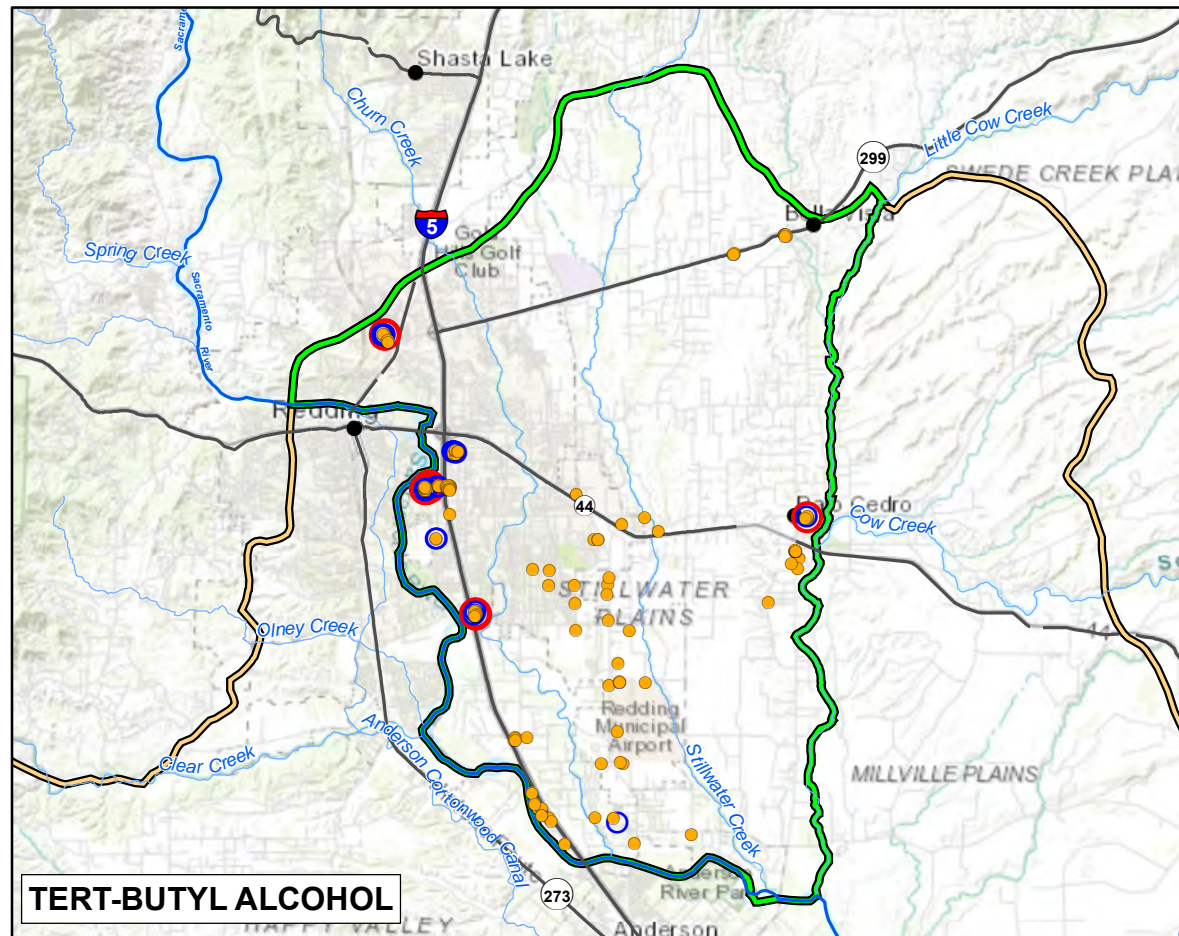 Sacramento
Shasta Lake
Churn Creek
Little Cow Creek
299
SWEDE CREEK PLAI
5
Bella Vista
Gold
Hills Golf
Club
Spring Creek
Sacramento
River
Redding
44
Palo Cedro
Cow Creek
STILLWATER
PLAINS
Olney Creek
44
Redding
Municipal
Airport
Anderson Cottonwood Canal
Clear Creek
Stillwater Creek
MILLVILLE PLAINS
Anderson
River Park
TERT-BUTYL ALCOHOL
273
HAPPY VALLEY
Anderson